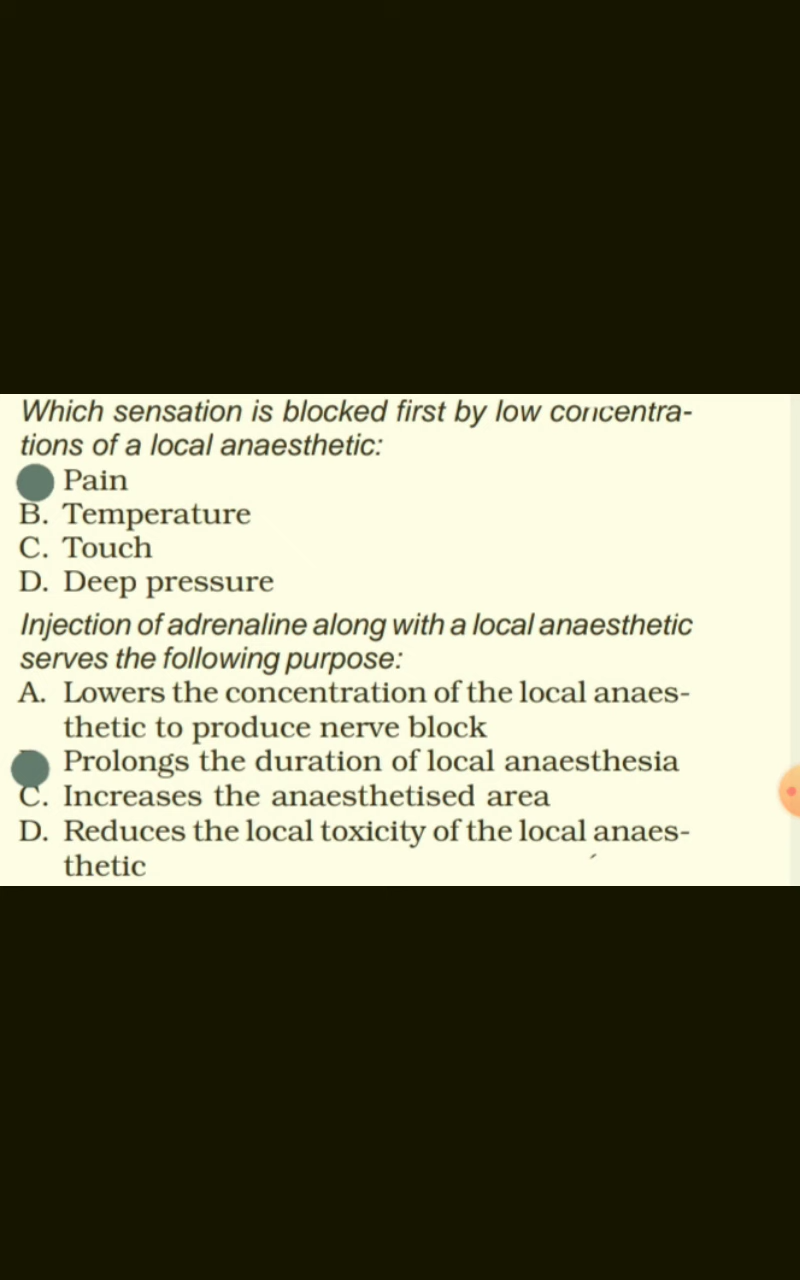 Which sensation is blocked first by low concentra-
tions of a local anaesthetic:
Pain
B. Temperature
C. Touch
D. Deep pressure
Injection of adrenaline along with a local anaesthetic
serves the following purpose:
A. Lowers the concentration of the local anaes-
thetic to produce nerve block
Prolongs the duration of local anaesthesia
C. Increases the anaesthetised area
D. Reduces the local toxicity of the local anaes-
thetic